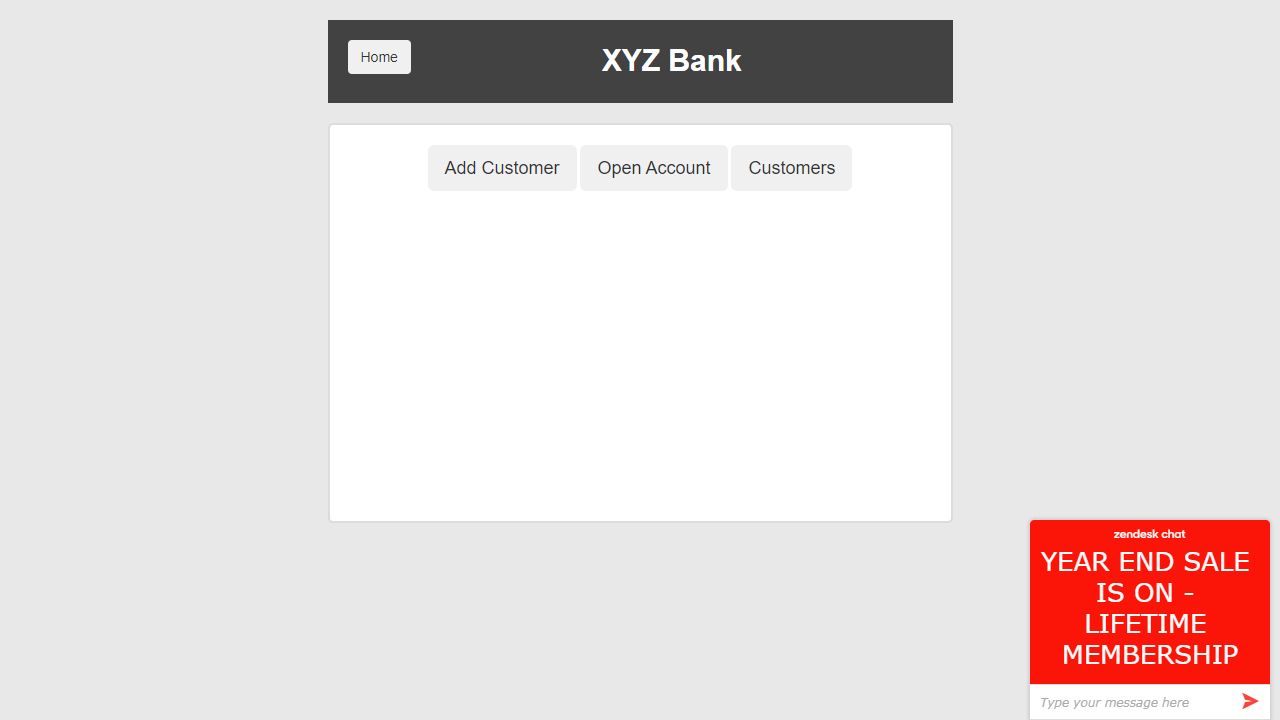 Home
XYZ Bank
Add Customer
Open Account
Customers
zendesk chat
YEAR END SALE
IS ON -
LIFETIME
MEMBERSHIP
Type your message here